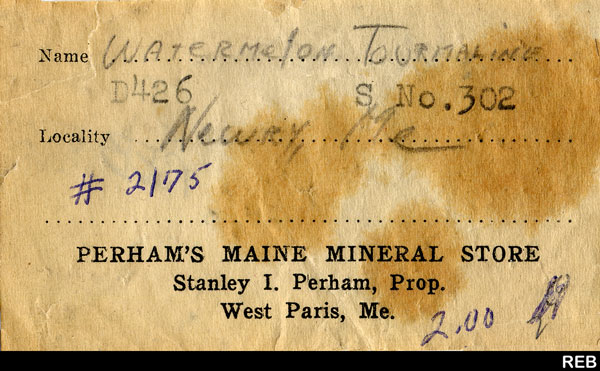 Name Watermelon Tourmaline
D426 S No.302
Locality Newry Me
# 2175
PERHAM'S MAINE MINERAL STORE
Stanley I. Perham, Prop.
West Paris, Me.
2.00
REB